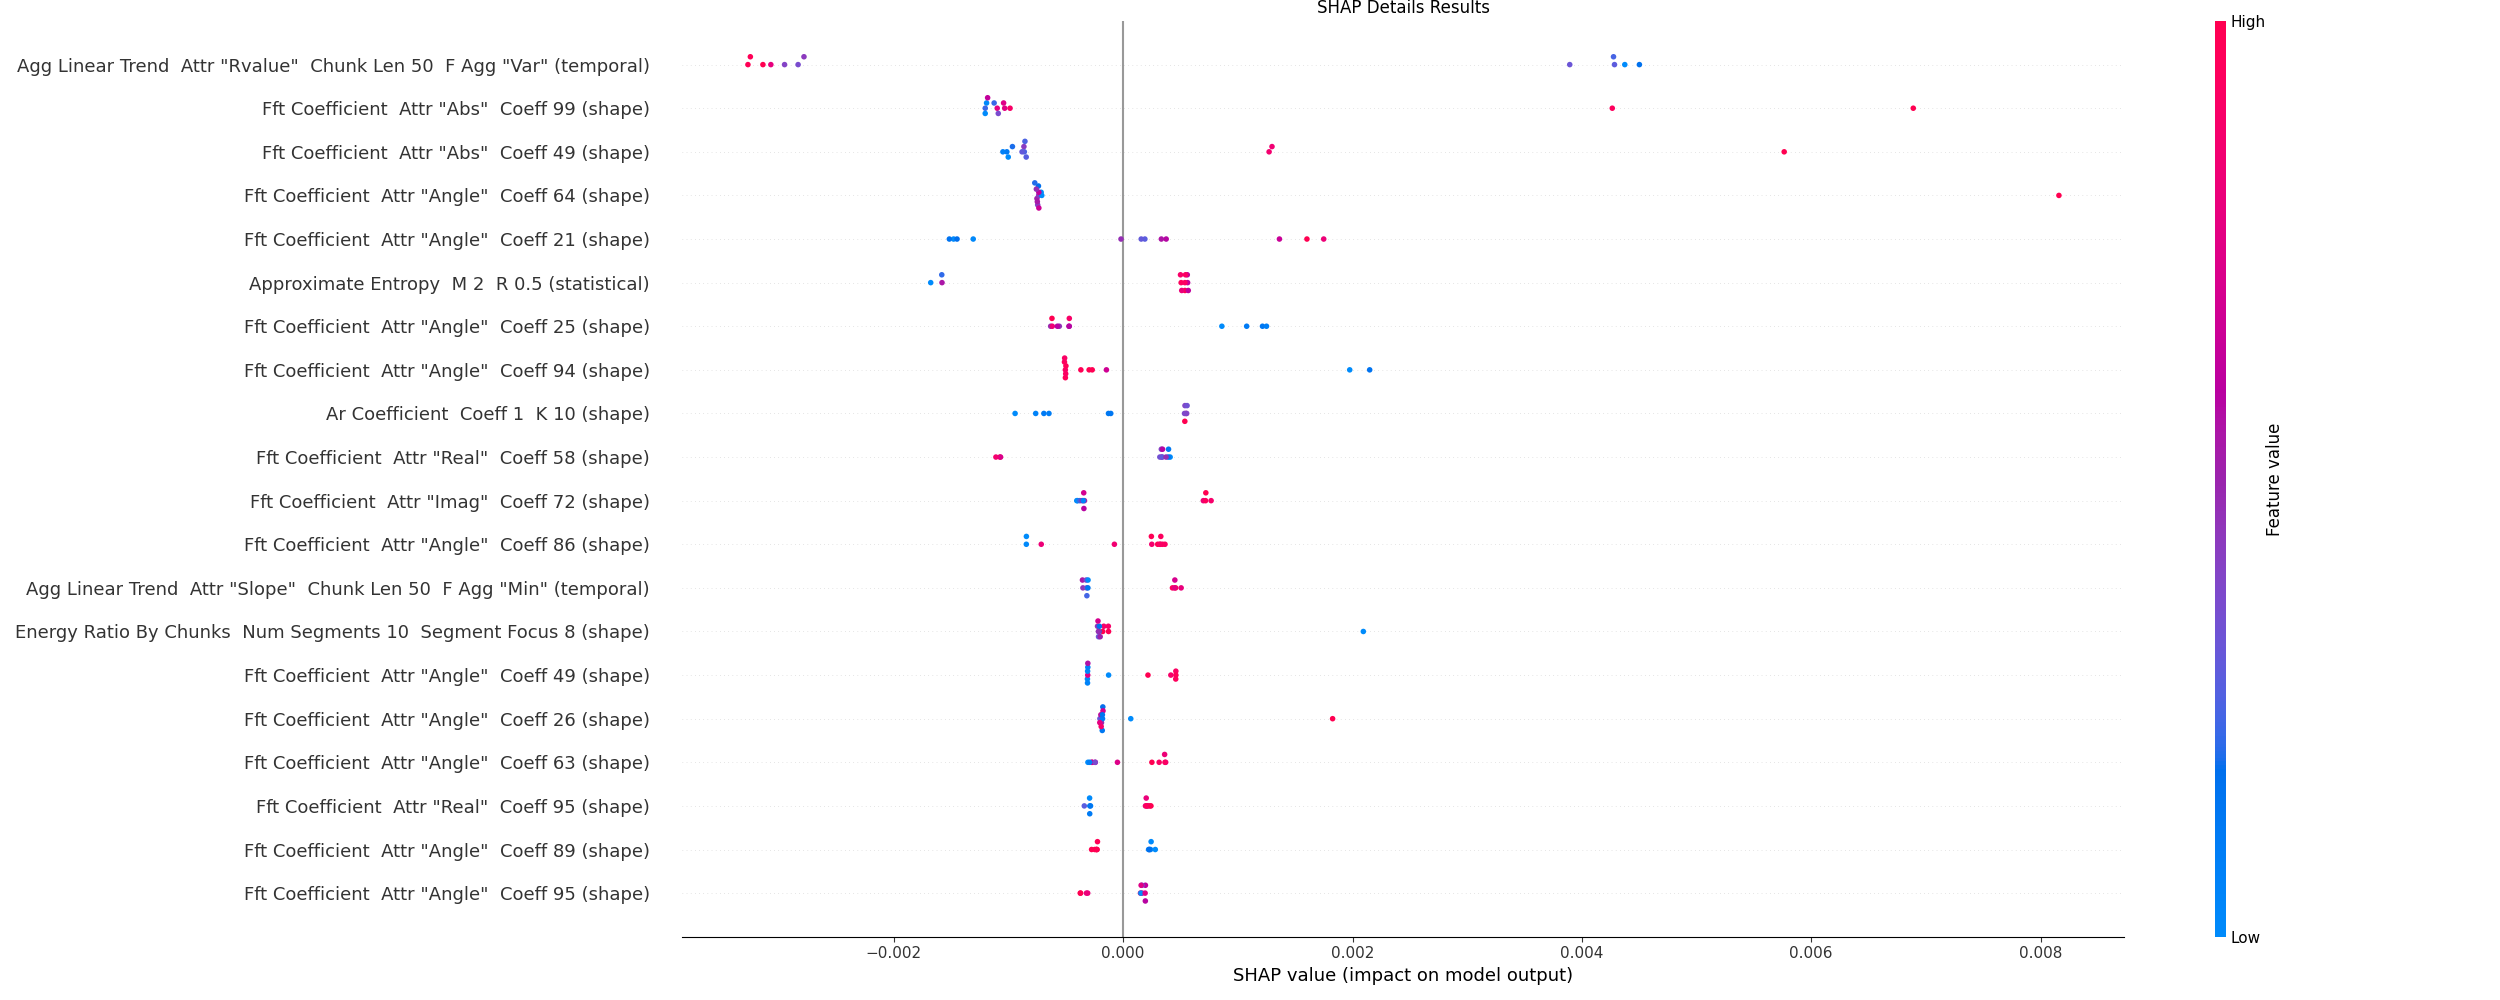 SHAP Details Results
High
Agg Linear Trend  Attr "Rvalue"  Chunk Len 50  F Agg "Var" (temporal)
Fft Coefficient  Attr "Abs"  Coeff 99 (shape)
Fft Coefficient  Attr "Abs"  Coeff 49 (shape)
Fft Coefficient  Attr "Angle"  Coeff 64 (shape)
Fft Coefficient  Attr "Angle"  Coeff 21 (shape)
Approximate Entropy  M 2  R 0.5 (statistical)
Fft Coefficient  Attr "Angle"  Coeff 25 (shape)
Fft Coefficient  Attr "Angle"  Coeff 94 (shape)
Ar Coefficient  Coeff 1  K 10 (shape)
Fft Coefficient  Attr "Real"  Coeff 58 (shape)
Fft Coefficient  Attr "Imag"  Coeff 72 (shape)
Fft Coefficient  Attr "Angle"  Coeff 86 (shape)
Agg Linear Trend  Attr "Slope"  Chunk Len 50  F Agg "Min" (temporal)
Energy Ratio By Chunks  Num Segments 10  Segment Focus 8 (shape)
Fft Coefficient  Attr "Angle"  Coeff 49 (shape)
Fft Coefficient  Attr "Angle"  Coeff 26 (shape)
Fft Coefficient  Attr "Angle"  Coeff 63 (shape)
Fft Coefficient  Attr "Real"  Coeff 95 (shape)
Fft Coefficient  Attr "Angle"  Coeff 89 (shape)
Fft Coefficient  Attr "Angle"  Coeff 95 (shape)
Feature value
Low
−0.002 0.000 0.002 0.004 0.006 0.008
SHAP value (impact on model output)